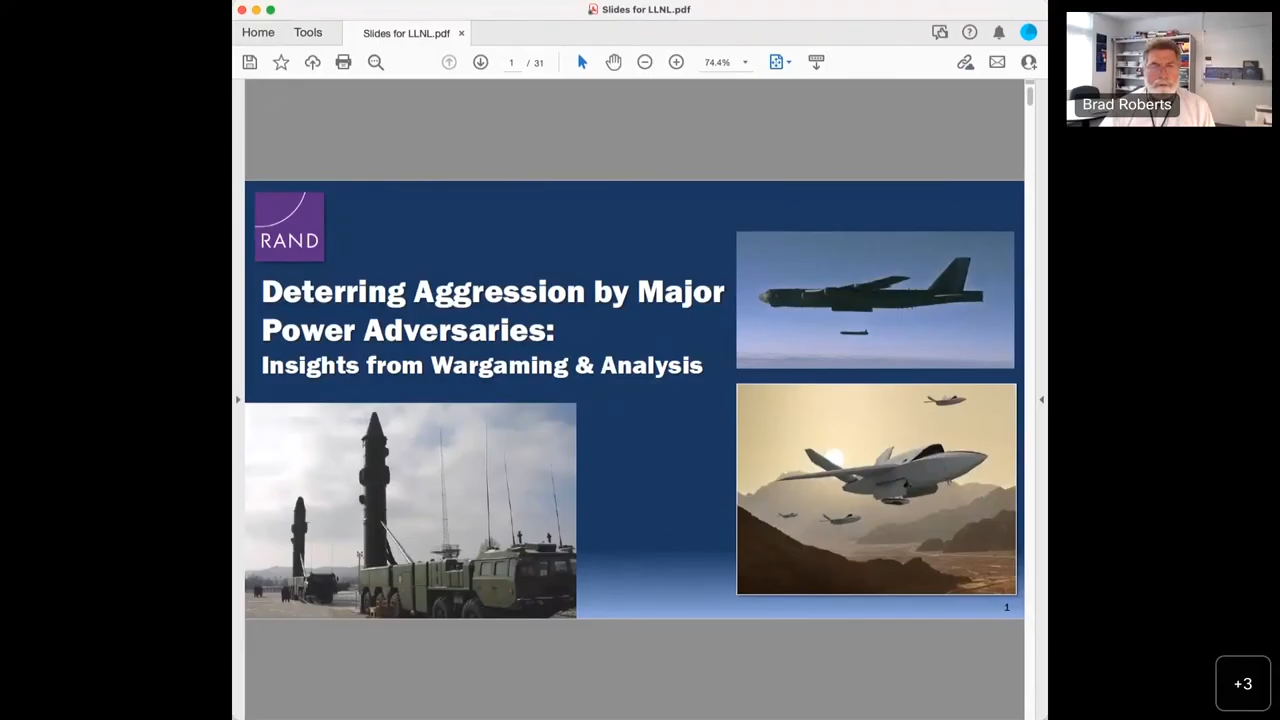 Slides for LLNL.pdf
Home
Tools
Slides for LLNL.pdf
×
1 / 31
74.4%
Brad Roberts
RAND
Deterring Aggression by Major
Power Adversaries:
Insights from Wargaming & Analysis
1
+3